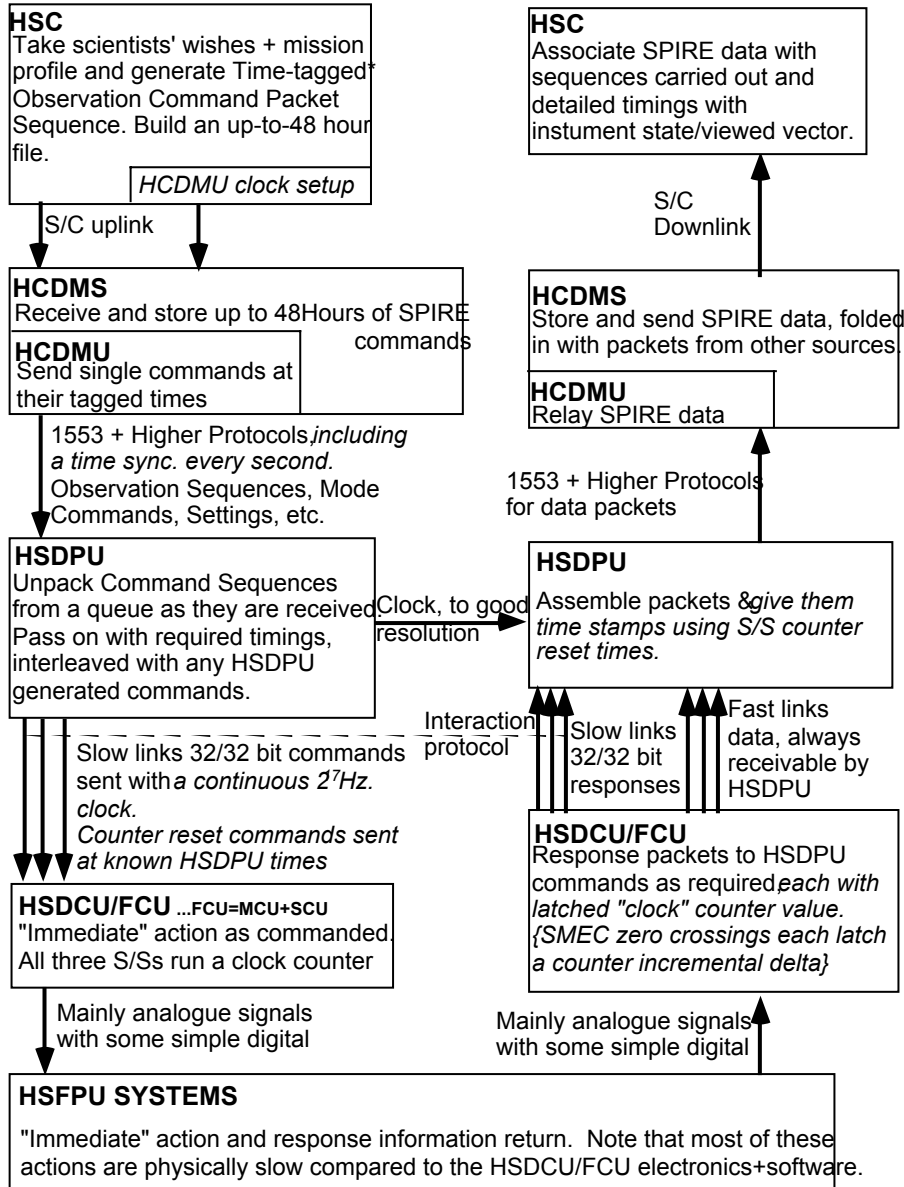 HSC
Take scientists' wishes + mission
profile and generate Time-tagged*
Observation Command Packet
Sequence. Build an up-to-48 hour
file.
HCDMU clock setup
S/C uplink
HCDMS
Receive and store up to 48Hours of SPIRE
commands
HCDMU
Send single commands at
their tagged times
1553 + Higher Protocols,including
a time sync. every second.
Observation Sequences, Mode
Commands, Settings, etc.
HSDPU
Unpack Command Sequences
from a queue as they are received.
Pass on with required timings,
interleaved with any HSDPU
generated commands.
Clock, to good
resolution
Interaction
protocol
Slow links 32/32 bit commands
sent with a continuous 2⁷Hz.
clock.
Counter reset commands sent
at known HSDPU times
HSDCU/FCU ...FCU=MCU+SCU
"Immediate" action as commanded.
All three S/Ss run a clock counter
Mainly analogue signals
with some simple digital
HSFPU SYSTEMS
"Immediate" action and response information return. Note that most of these
actions are physically slow compared to the HSDCU/FCU electronics+software.
HSC
Associate SPIRE data with
sequences carried out and
detailed timings with
instument state/viewed vector.
S/C
Downlink
HCDMS
Store and send SPIRE data, folded
in with packets from other sources.
HCDMU
Relay SPIRE data
1553 + Higher Protocols
for data packets
HSDPU
Assemble packets &give them
time stamps using S/S counter
reset times.
Slow links
32/32 bit
responses
Fast links
data, always
receivable by
HSDPU
HSDCU/FCU
Response packets to HSDPU
commands as required,each with
latched "clock" counter value.
{SMEC zero crossings each latch
a counter incremental delta}
Mainly analogue signals
with some simple digital